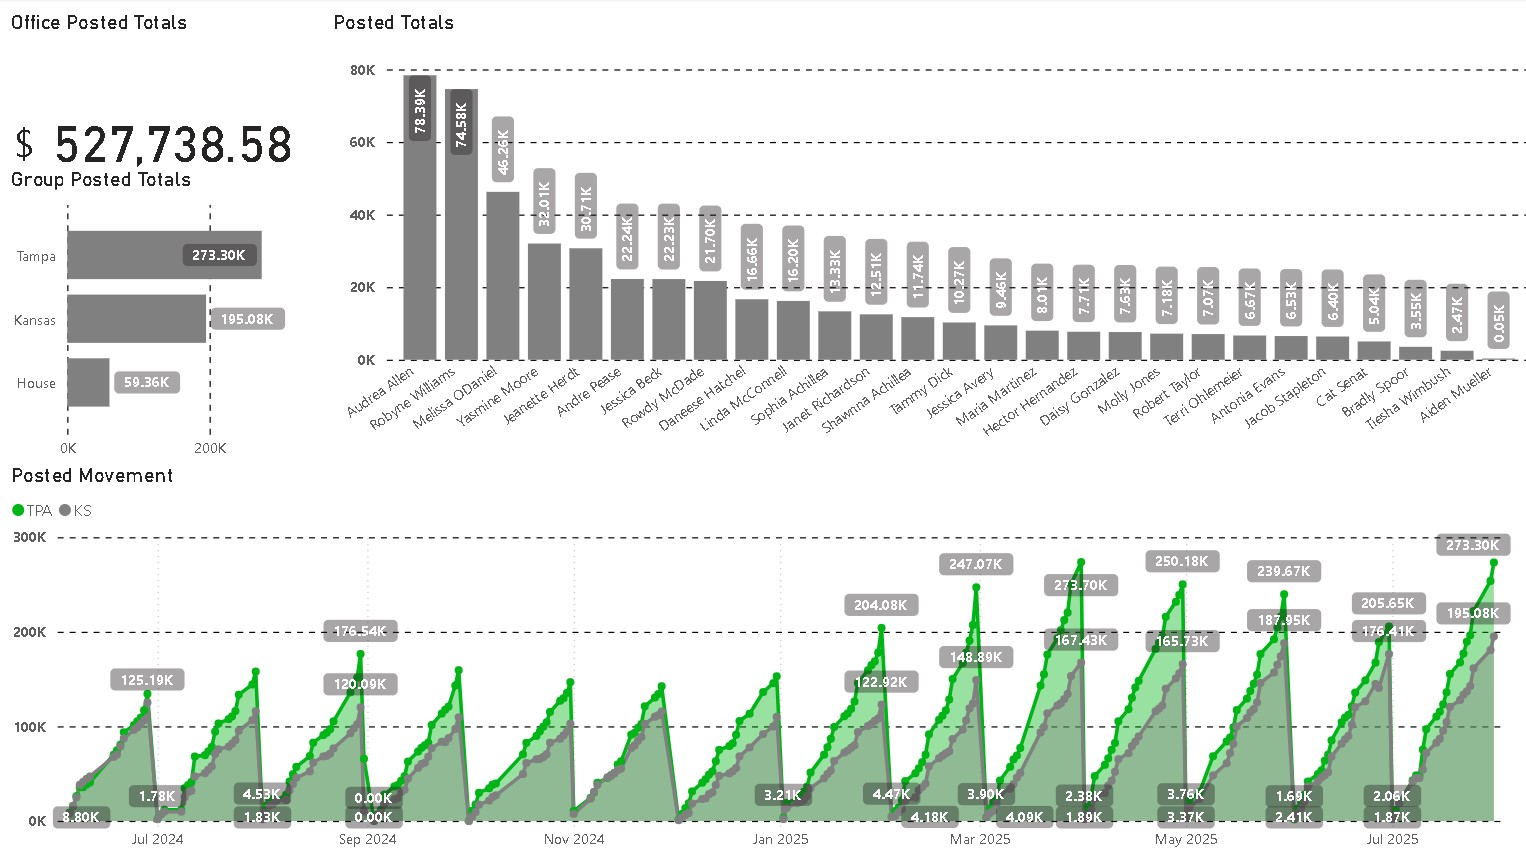 Office Posted Totals
$ 527,738.58
Group Posted Totals
Tampa
273.30K
Kansas
195.08K
House
59.36K
0K
200K
Posted Totals
80K
60K
40K
20K
0K
78.39K
74.58K
46.26K
32.01K
30.71K
22.24K
22.23K
21.70K
16.66K
16.20K
13.33K
12.51K
11.74K
10.27K
9.46K
8.01K
7.71K
7.63K
7.18K
7.07K
6.67K
6.53K
6.40K
5.04K
3.55K
2.47K
0.05K
Audrea Allen
Robyne Williams
Melissa ODaniel
Yasmine Moore
Jeanette Herdt
Andre Pease
Jessica Beck
Rowdy McDade
Daneese Hatchel
Linda McConnell
Sophia Achillea
Janet Richardson
Shawnna Achillea
Tammy Dick
Jessica Avery
Maria Martinez
Hector Hernandez
Daisy Gonzalez
Molly Jones
Robert Taylor
Terri Ohlemeier
Antonia Evans
Jacob Stapleton
Cat Senat
Bradly Spoor
Tiesha Wimbush
Aiden Mueller
Posted Movement
TPA KS
300K
200K
100K
0K
8.80K
125.19K
1.78K
4.53K
1.83K
176.54K
120.09K
0.00K
0.00K
3.21K
204.08K
122.92K
4.47K
4.18K
247.07K
148.89K
3.90K
4.09K
273.70K
167.43K
2.38K
1.89K
250.18K
165.73K
3.76K
3.37K
239.67K
187.95K
1.69K
2.41K
205.65K
176.41K
2.06K
1.87K
273.30K
195.08K
Jul 2024
Sep 2024
Nov 2024
Jan 2025
Mar 2025
May 2025
Jul 2025